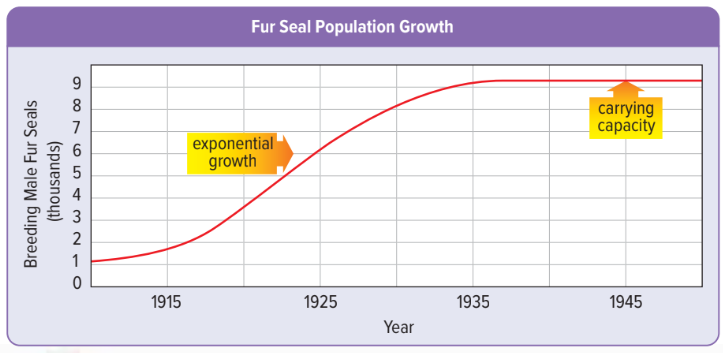 Fur Seal Population Growth
Breeding Male Fur Seals
(thousands)
9
8
7
6
5
4
3
2
1
0
exponential
growth
carrying
capacity
1915
1925
1935
1945
Year